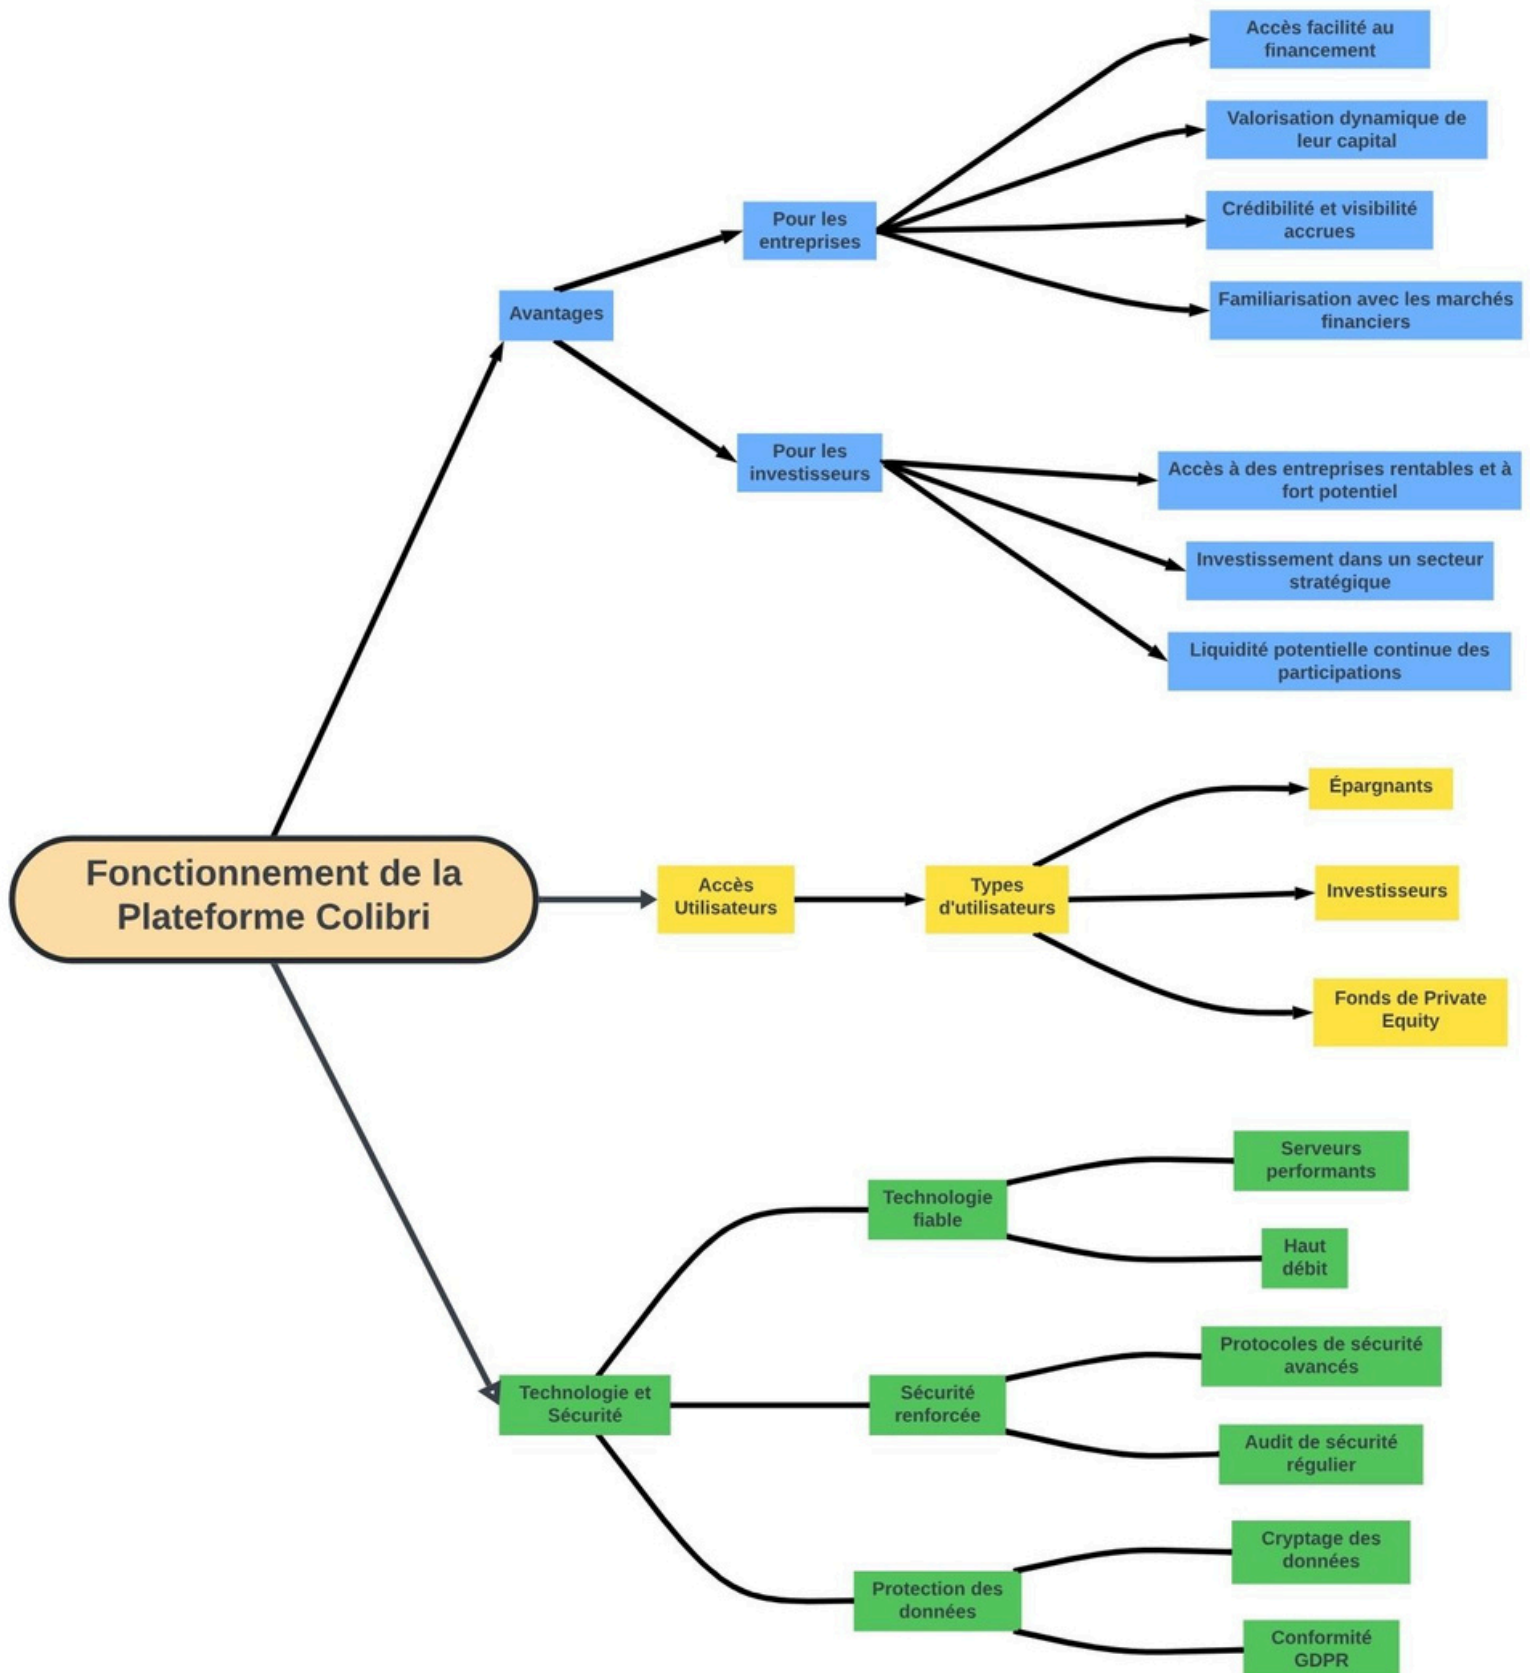 Accès facilité au
financement
Valorisation dynamique de
leur capital
Pour les
entreprises
Crédibilité et visibilité
accrues
Familiarisation avec les marchés
financiers
Avantages
Pour les
investisseurs
Accès à des entreprises rentables et à
fort potentiel
Investissement dans un secteur
stratégique
Liquidité potentielle continue des
participations
Fonctionnement de la
Plateforme Colibri
Accès
Utilisateurs
Types
d'utilisateurs
Épargnants
Investisseurs
Fonds de Private
Equity
Technologie et
Sécurité
Technologie
fiable
Serveurs
performants
Haut
débit
Sécurité
renforcée
Protocoles de sécurité
avancés
Audit de sécurité
régulier
Protection des
données
Cryptage des
données
Conformité
GDPR